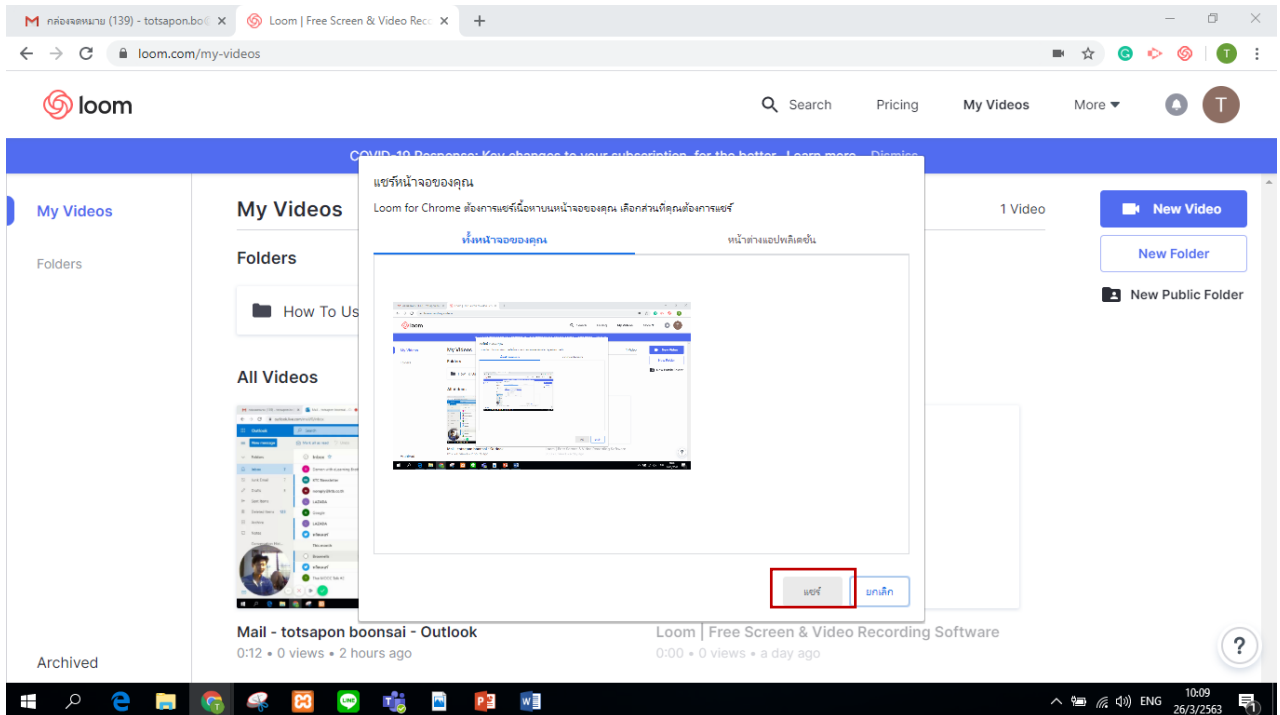 กล่องจดหมาย (139) - totsapon.bo
Loom | Free Screen & Video Rec
loom.com/my-videos
T
loom
Search
Pricing
My Videos
More
T
COVID-19 Response: Key changes to your subscription, for the better. Learn more Dismiss
แชร์หน้าจอของคุณ
Loom for Chrome ต้องการแชร์เนื้อหาบนหน้าจอของคุณ เลือกส่วนที่คุณต้องการแชร์
ทั้งหน้าจอของคุณ
หน้าต่างแอปพลิเคชัน
My Videos
Folders
My Videos
1 Video
New Video
Folders
New Folder
How To Us
New Public Folder
All Videos
แชร์
ยกเลิก
Mail - totsapon boonsai - Outlook
0:12 • 0 views • 2 hours ago
Loom | Free Screen & Video Recording Software
0:00 • 0 views • a day ago
Archived
?
ENG
10:09
26/3/2563